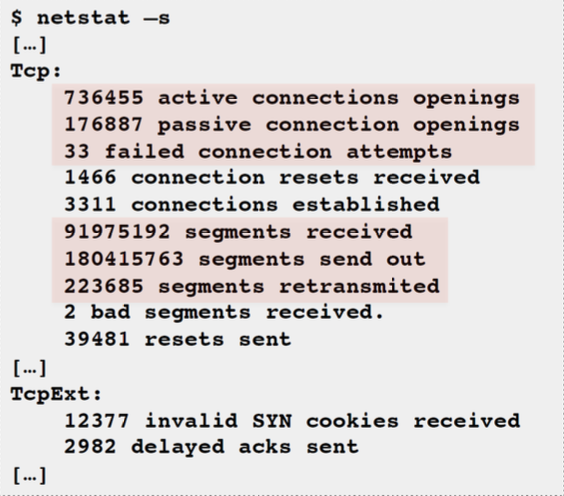 $ netstat –s
[…]
Tcp:
736455 active connections openings
176887 passive connection openings
33 failed connection attempts
1466 connection resets received
3311 connections established
91975192 segments received
180415763 segments send out
223685 segments retransmited
2 bad segments received.
39481 resets sent
[…]
TcpExt:
12377 invalid SYN cookies received
2982 delayed acks sent
[…]